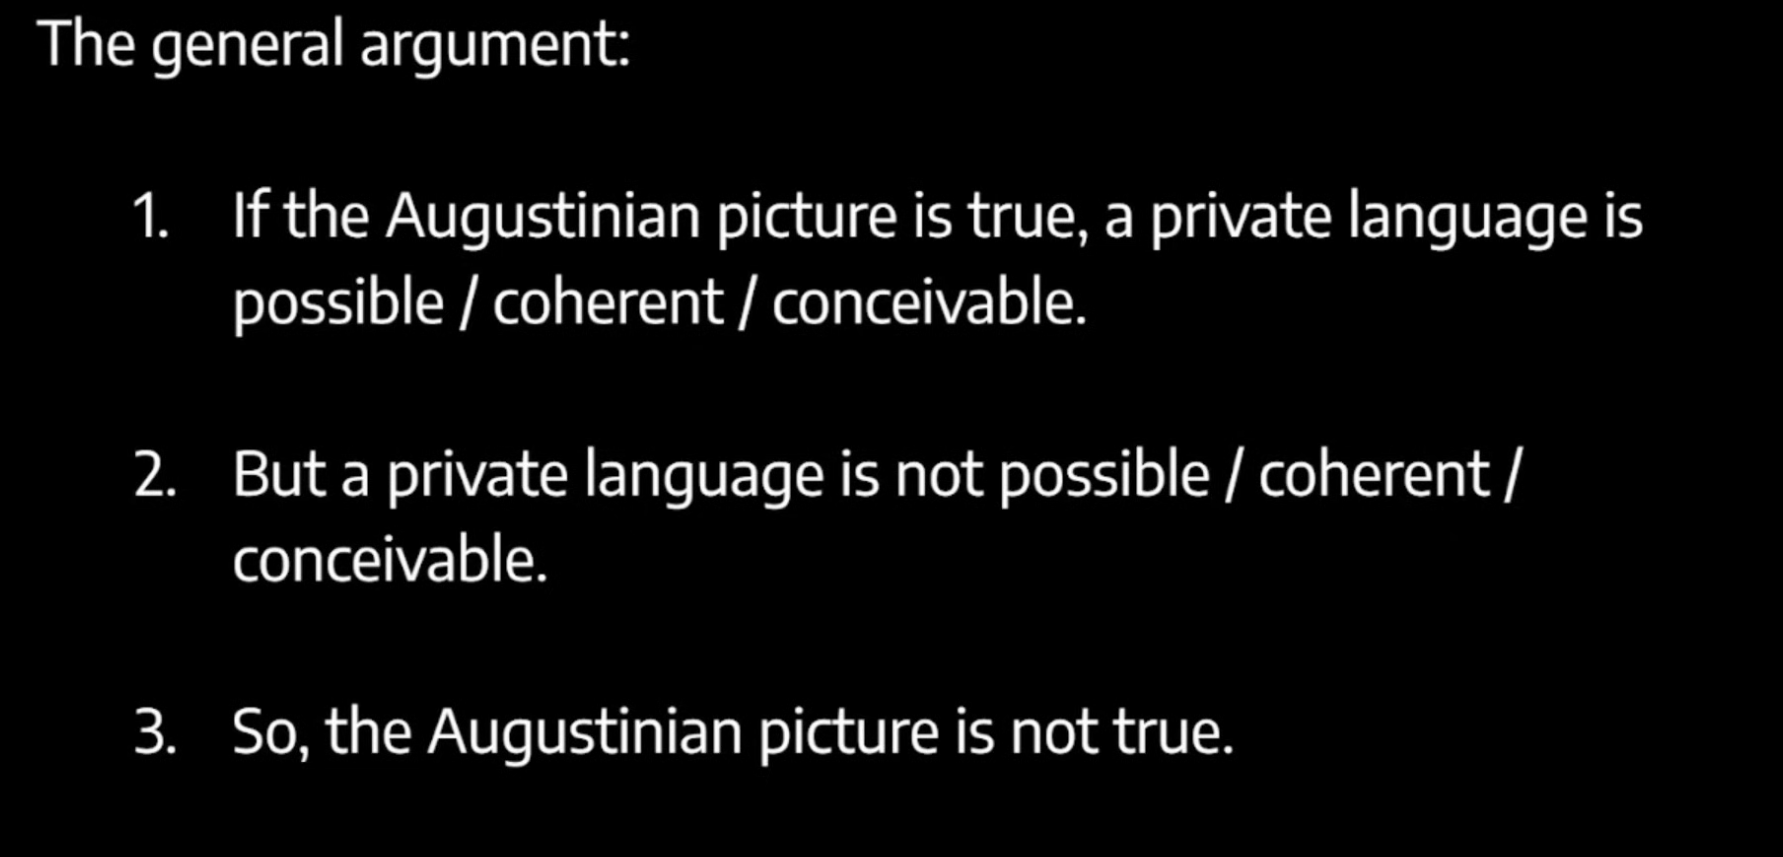 The general argument:
1. If the Augustinian picture is true, a private language is
possible / coherent / conceivable.
2. But a private language is not possible / coherent /
conceivable.
3. So, the Augustinian picture is not true.